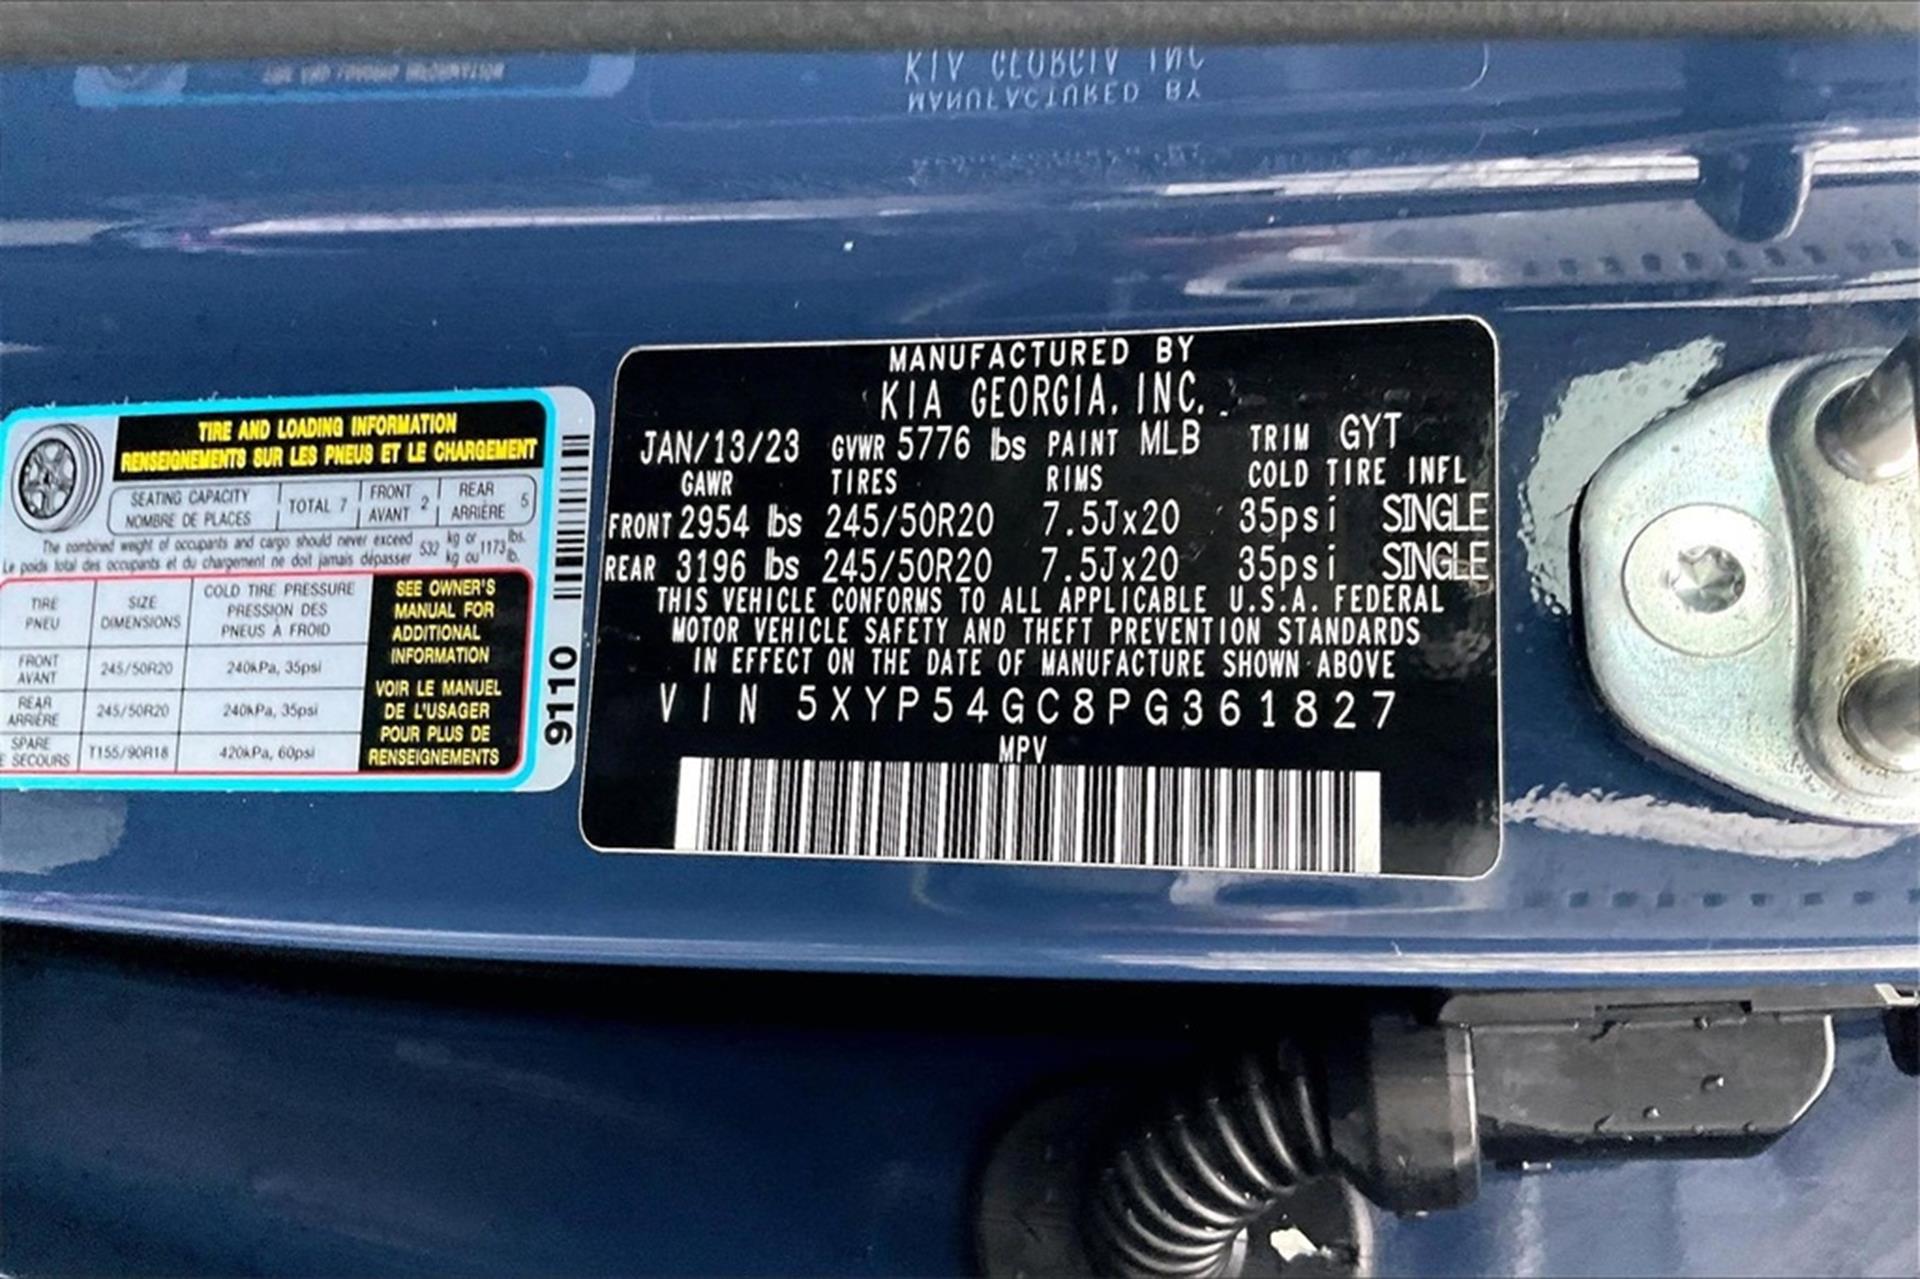 KIA GEORGIA INC
MANUFACTURED BY
TIRE AND LOADING INFORMATION
RENSEIGNEMENTS SUR LES PNEUS ET LE CHARGEMENT
SEATING CAPACITY
NOMBRE DE PLACES
TOTAL 7
FRONT
AVANT 2
REAR
ARRIÈRE 5
The combined weight of occupants and cargo should never exceed 532 kg or 1173 lbs.
Le poids total des occupants et du chargement ne doit jamais dépasser kg ou lb.
TIRE
PNEU
SIZE
DIMENSIONS
COLD TIRE PRESSURE
PRESSION DES
PNEUS À FROID
FRONT
AVANT
245/50R20
240kPa, 35psi
REAR
ARRIÈRE
245/50R20
240kPa, 35psi
SPARE
E SECOURS
T155/90R18
420kPa, 60psi
SEE OWNER'S
MANUAL FOR
ADDITIONAL
INFORMATION
VOIR LE MANUEL
DE L'USAGER
POUR PLUS DE
RENSEIGNEMENTS
9110
MANUFACTURED BY
KIA GEORGIA, INC.
JAN/13/23 GVWR 5776 lbs PAINT MLB TRIM GYT
GAWR TIRES RIMS COLD TIRE INFL
FRONT 2954 lbs 245/50R20 7.5Jx20 35psi SINGLE
REAR 3196 lbs 245/50R20 7.5Jx20 35psi SINGLE
THIS VEHICLE CONFORMS TO ALL APPLICABLE U.S.A. FEDERAL
MOTOR VEHICLE SAFETY AND THEFT PREVENTION STANDARDS
IN EFFECT ON THE DATE OF MANUFACTURE SHOWN ABOVE
VIN 5XYP54GC8PG361827
MPV